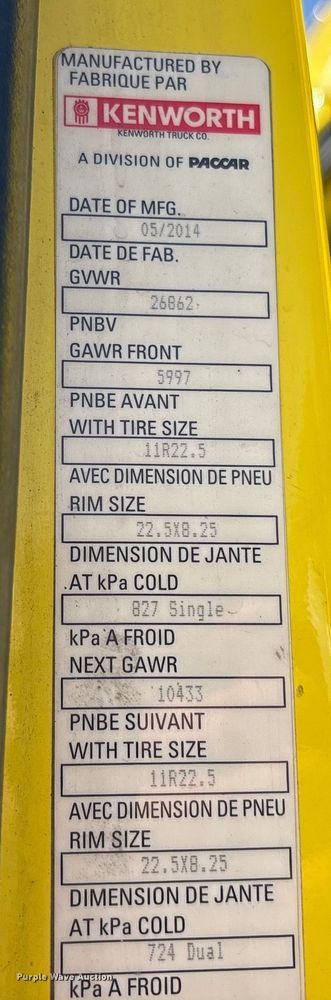 MANUFACTURED BY
FABRIQUE PAR
KENWORTH
KENWORTH TRUCK CO.
A DIVISION OF PACCAR
DATE OF MFG.
05/2014
DATE DE FAB.
GVWR
26862
PNBV
GAWR FRONT
5997
PNBE AVANT
WITH TIRE SIZE
11R22.5
AVEC DIMENSION DE PNEU
RIM SIZE
22.5X8.25
DIMENSION DE JANTE
AT kPa COLD
827 Single
kPa A FROID
NEXT GAWR
10433
PNBE SUIVANT
WITH TIRE SIZE
11R22.5
AVEC DIMENSION DE PNEU
RIM SIZE
22.5X8.25
DIMENSION DE JANTE
AT kPa COLD
724 Dual
kPa A FROID
Purple Wave Auction